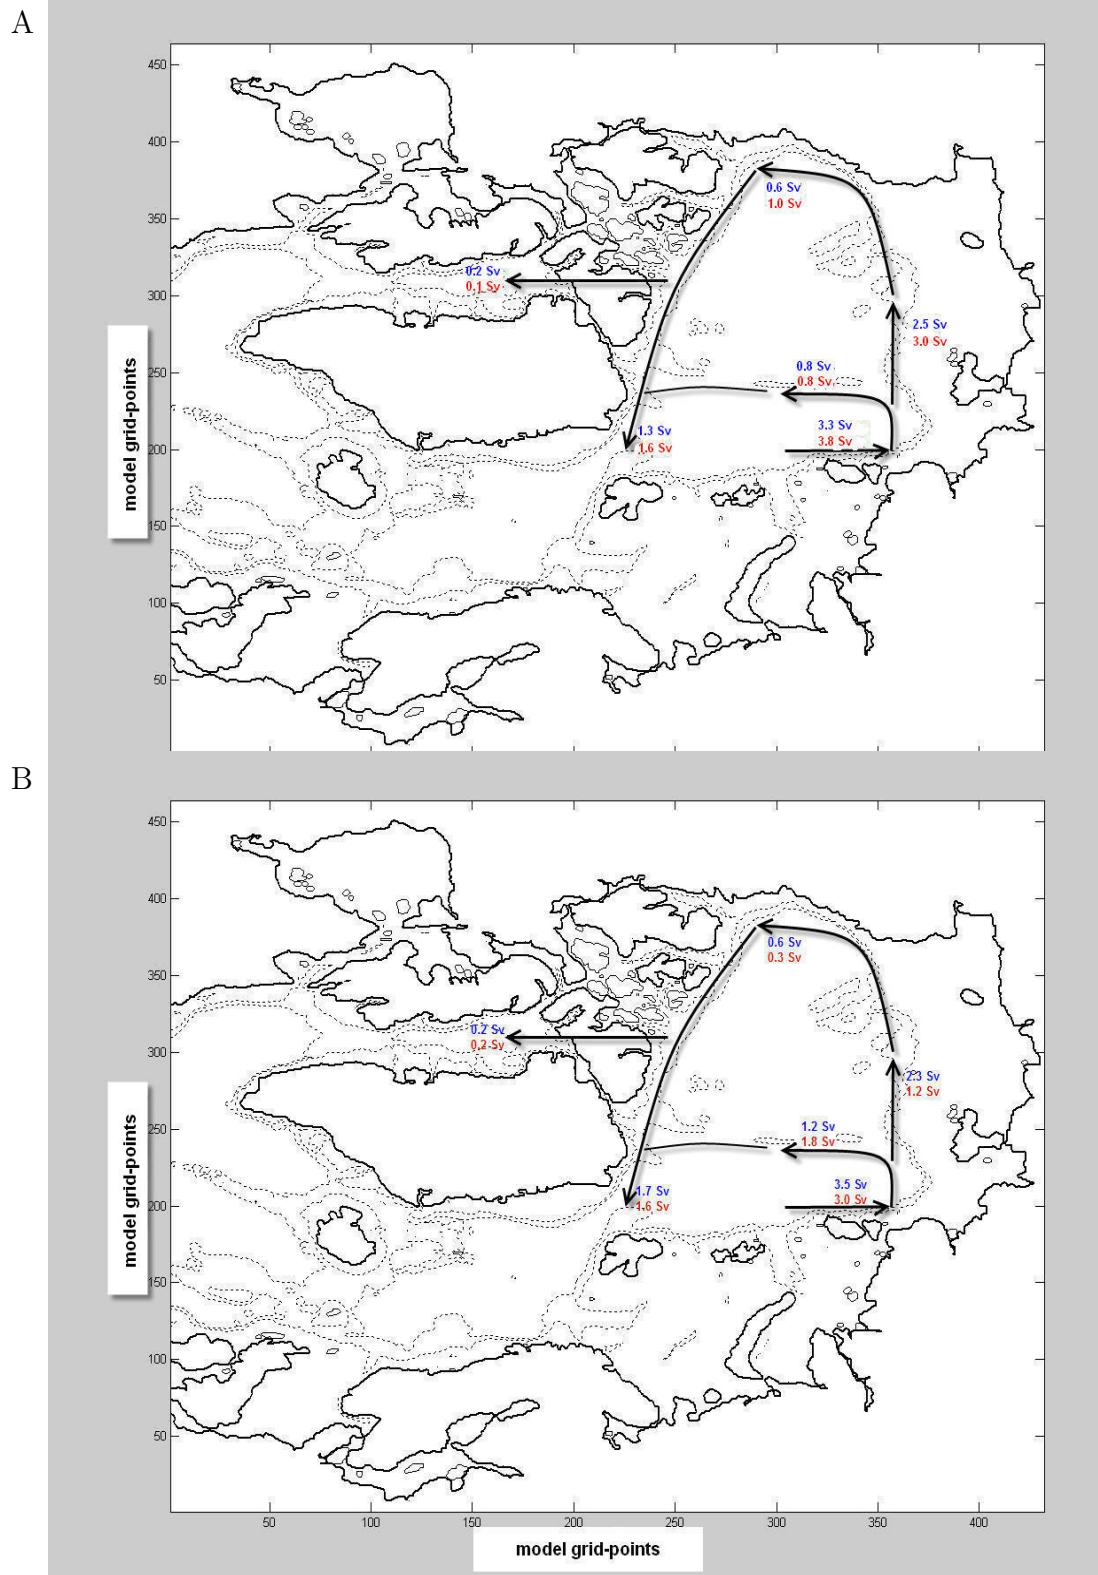 A
450
400
350
300
250
200
150
100
50
model grid-points
0.6 Sv
1.0 Sv
0.2 Sv
0.1 Sv
2.5 Sv
3.0 Sv
0.8 Sv
0.8 Sv
3.3 Sv
3.8 Sv
1.3 Sv
1.6 Sv
B
450
400
350
300
250
200
150
100
50
model grid-points
0.6 Sv
0.3 Sv
0.2 Sv
0.2 Sv
2.3 Sv
1.2 Sv
1.2 Sv
1.8 Sv
3.5 Sv
3.0 Sv
1.7 Sv
1.6 Sv
50 100 150 200 250 300 350 400
model grid-points